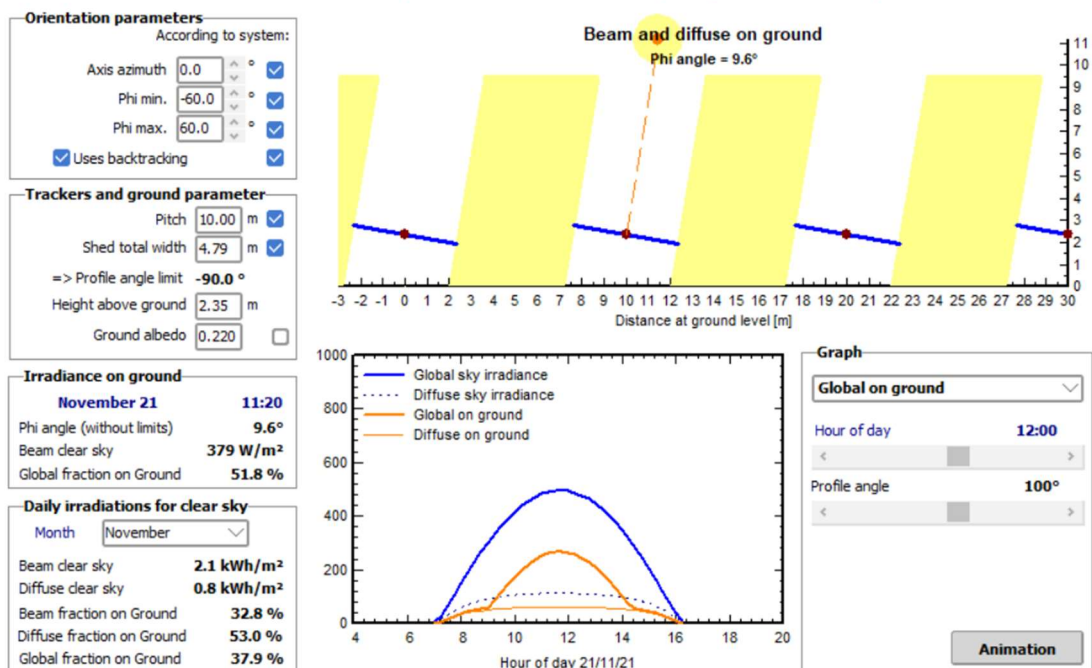 Orientation parameters
According to system:
Axis azimuth 0.0 °
Phi min. -60.0 °
Phi max. 60.0 °
Uses backtracking
Trackers and ground parameter
Pitch 10.00 m
Shed total width 4.79 m
=> Profile angle limit -90.0 °
Height above ground 2.35 m
Ground albedo 0.220
Irradiance on ground
November 21 11:20
Phi angle (without limits) 9.6°
Beam clear sky 379 W/m²
Global fraction on Ground 51.8 %
Daily irradiations for clear sky
Month November
Beam clear sky 2.1 kWh/m²
Diffuse clear sky 0.8 kWh/m²
Beam fraction on Ground 32.8 %
Diffuse fraction on Ground 53.0 %
Global fraction on Ground 37.9 %
Beam and diffuse on ground
Phi angle = 9.6°
11
10
9
8
7
6
5
4
3
2
1
0
-3 -2 -1 0 1 2 3 4 5 6 7 8 9 10 11 12 13 14 15 16 17 18 19 20 21 22 23 24 25 26 27 28 29 30
Distance at ground level [m]
1000
800
600
400
200
0
Global sky irradiance
Diffuse sky irradiance
Global on ground
Diffuse on ground
4 6 8 10 12 14 16 18 20
Hour of day 21/11/21
Graph
Global on ground
Hour of day 12:00
Profile angle 100°
Animation